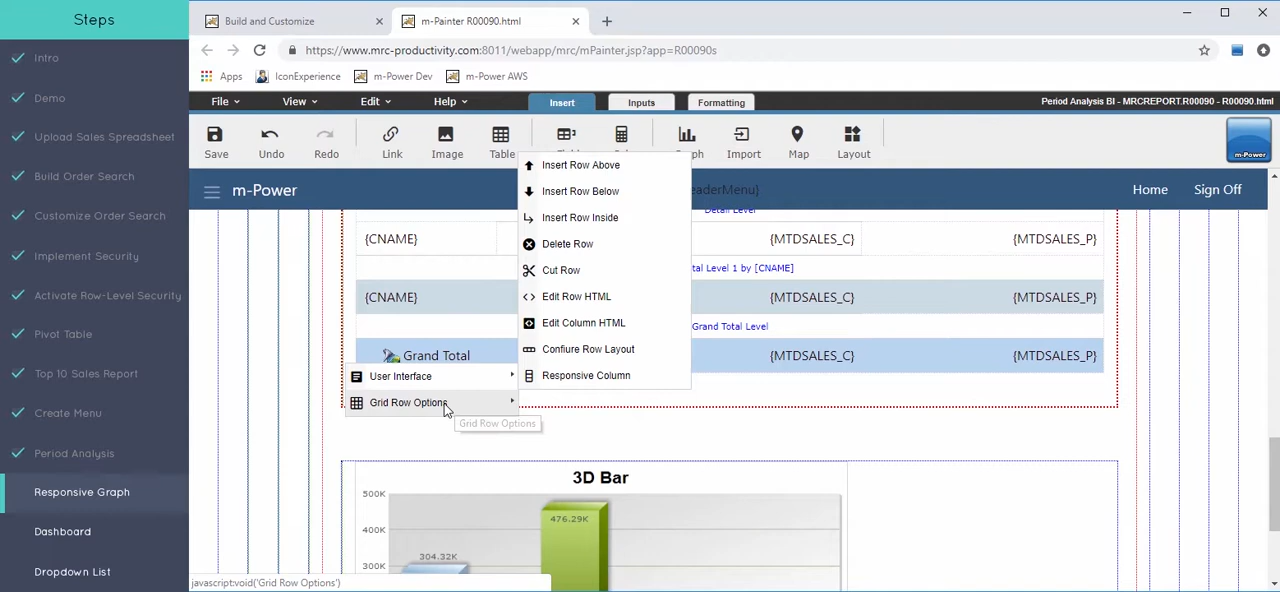 Steps
Intro
Demo
Upload Sales Spreadsheet
Build Order Search
Customize Order Search
Implement Security
Activate Row-Level Security
Pivot Table
Top 10 Sales Report
Create Menu
Period Analysis
Responsive Graph
Dashboard
Dropdown List
Build and Customize
m-Painter R00090.html
https://www.mrc-productivity.com:8011/webapp/mrc/mPainter.jsp?app=R00090s
Apps IconExperience m-Power Dev m-Power AWS
File View Edit Help Insert Inputs Formatting Period Analysis BI - MRCREPORT.R00090 - R00090.html
Save Undo Redo Link Image Table Import Map Layout m-Power
m-Power eaderMenu} Home Sign Off
Insert Row Above
Insert Row Below
Insert Row Inside
Delete Row
Cut Row
Edit Row HTML
Edit Column HTML
Confiure Row Layout
Responsive Column
Detail Level
{CNAME} {MTDSALES_C} {MTDSALES_P}
tal Level 1 by [CNAME]
{CNAME} {MTDSALES_C} {MTDSALES_P}
Grand Total Level
Grand Total {MTDSALES_C} {MTDSALES_P}
User Interface
Grid Row Options
Grid Row Options
3D Bar
500K
476.29K
400K
304.32K
300K
javascript:void('Grid Row Options')